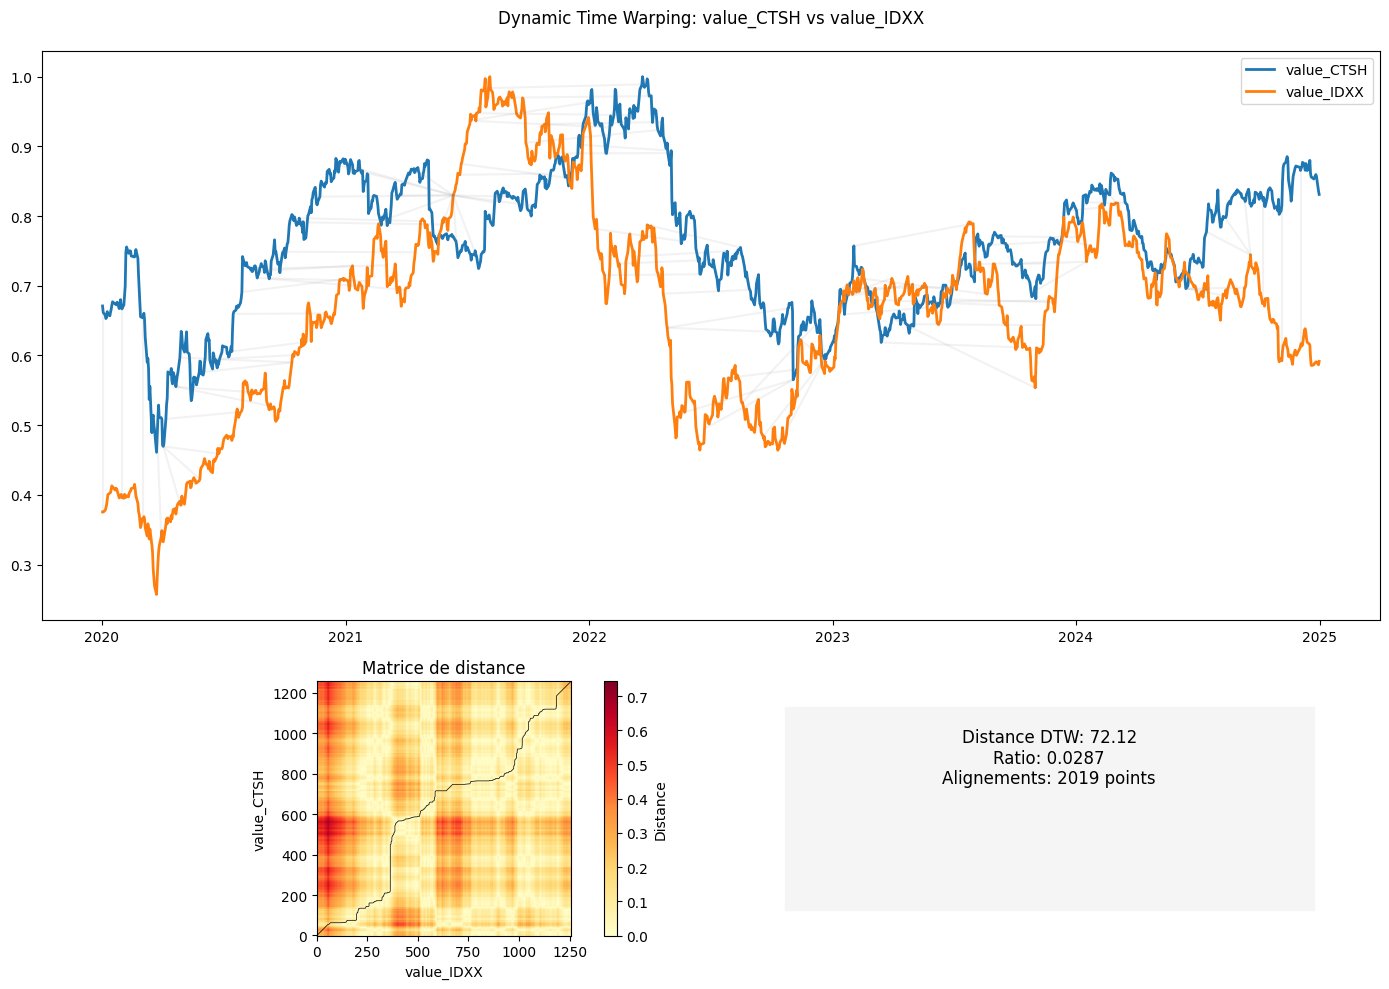 Dynamic Time Warping: value_CTSH vs value_IDXX
value_CTSH
value_IDXX
1.0
0.9
0.8
0.7
0.6
0.5
0.4
0.3
2020 2021 2022 2023 2024 2025
Matrice de distance
value_CTSH
1200
1000
800
600
400
200
0
0 250 500 750 1000 1250
value_IDXX
0.7
0.6
0.5
0.4
0.3
0.2
0.1
0.0
Distance
Distance DTW: 72.12
Ratio: 0.0287
Alignements: 2019 points